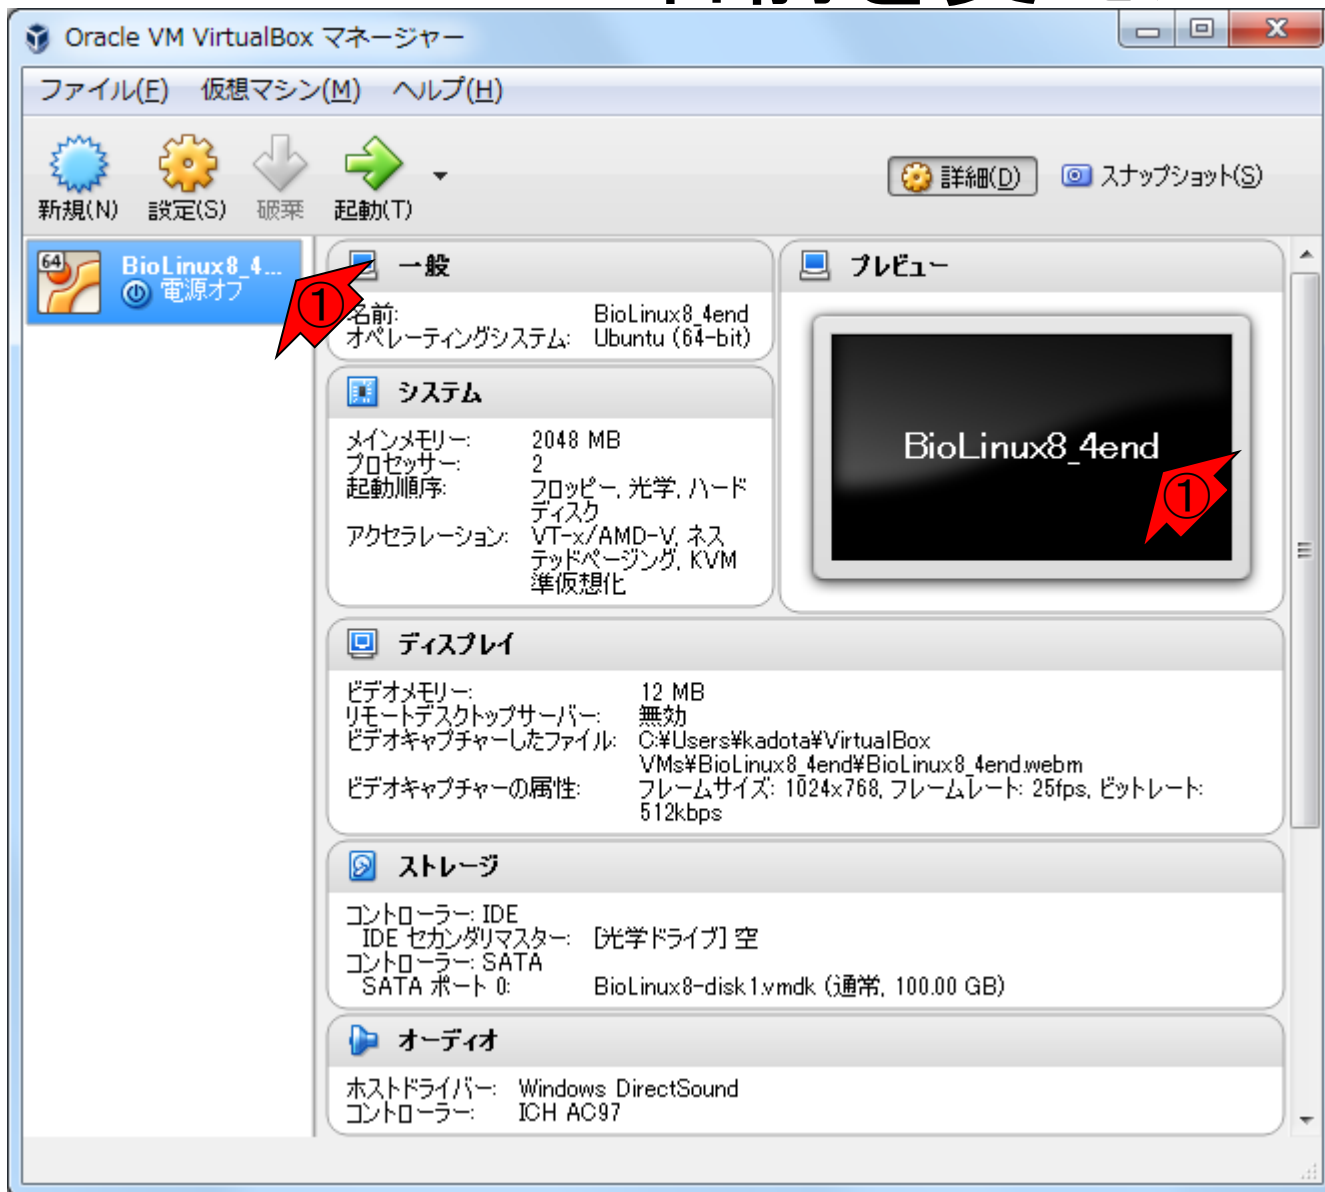 Oracle VM VirtualBox マネージャー
ファイル(F) 仮想マシン(M) ヘルプ(H)
新規(N) 設定(S) 破棄 起動(T) 詳細(D) スナップショット(S)
64 BioLinux8_4...
電源オフ
①
一般
名前: BioLinux8_4end
オペレーティングシステム: Ubuntu (64-bit)
プレビュー
BioLinux8_4end
①
システム
メインメモリー: 2048 MB
プロセッサー: 2
起動順序: フロッピー, 光学, ハード
ディスク
アクセラレーション: VT-x/AMD-V, ネス
テッドページング, KVM
準仮想化
ディスプレイ
ビデオメモリー: 12 MB
リモートデスクトップサーバー: 無効
ビデオキャプチャーしたファイル: C:¥Users¥kadota¥VirtualBox
VMs¥BioLinux8_4end¥BioLinux8_4end.webm
ビデオキャプチャーの属性: フレームサイズ: 1024x768, フレームレート: 25fps, ビットレート:
512kbps
ストレージ
コントローラー: IDE
IDE セカンダリマスター: [光学ドライブ] 空
コントローラー: SATA
SATA ポート 0: BioLinux8-disk1.vmdk (通常, 100.00 GB)
オーディオ
ホストドライバー: Windows DirectSound
コントローラー: ICH AC97